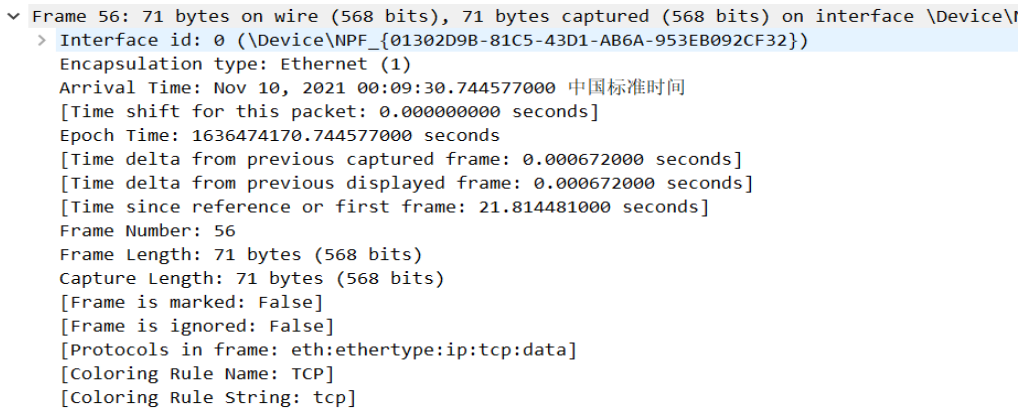 Frame 56: 71 bytes on wire (568 bits), 71 bytes captured (568 bits) on interface \Device\
Interface id: 0 (\Device\NPF_{01302D9B-81C5-43D1-AB6A-953EB092CF32})
Encapsulation type: Ethernet (1)
Arrival Time: Nov 10, 2021 00:09:30.744577000 中国标准时间
[Time shift for this packet: 0.000000000 seconds]
Epoch Time: 1636474170.744577000 seconds
[Time delta from previous captured frame: 0.000672000 seconds]
[Time delta from previous displayed frame: 0.000672000 seconds]
[Time since reference or first frame: 21.814481000 seconds]
Frame Number: 56
Frame Length: 71 bytes (568 bits)
Capture Length: 71 bytes (568 bits)
[Frame is marked: False]
[Frame is ignored: False]
[Protocols in frame: eth:ethertype:ip:tcp:data]
[Coloring Rule Name: TCP]
[Coloring Rule String: tcp]